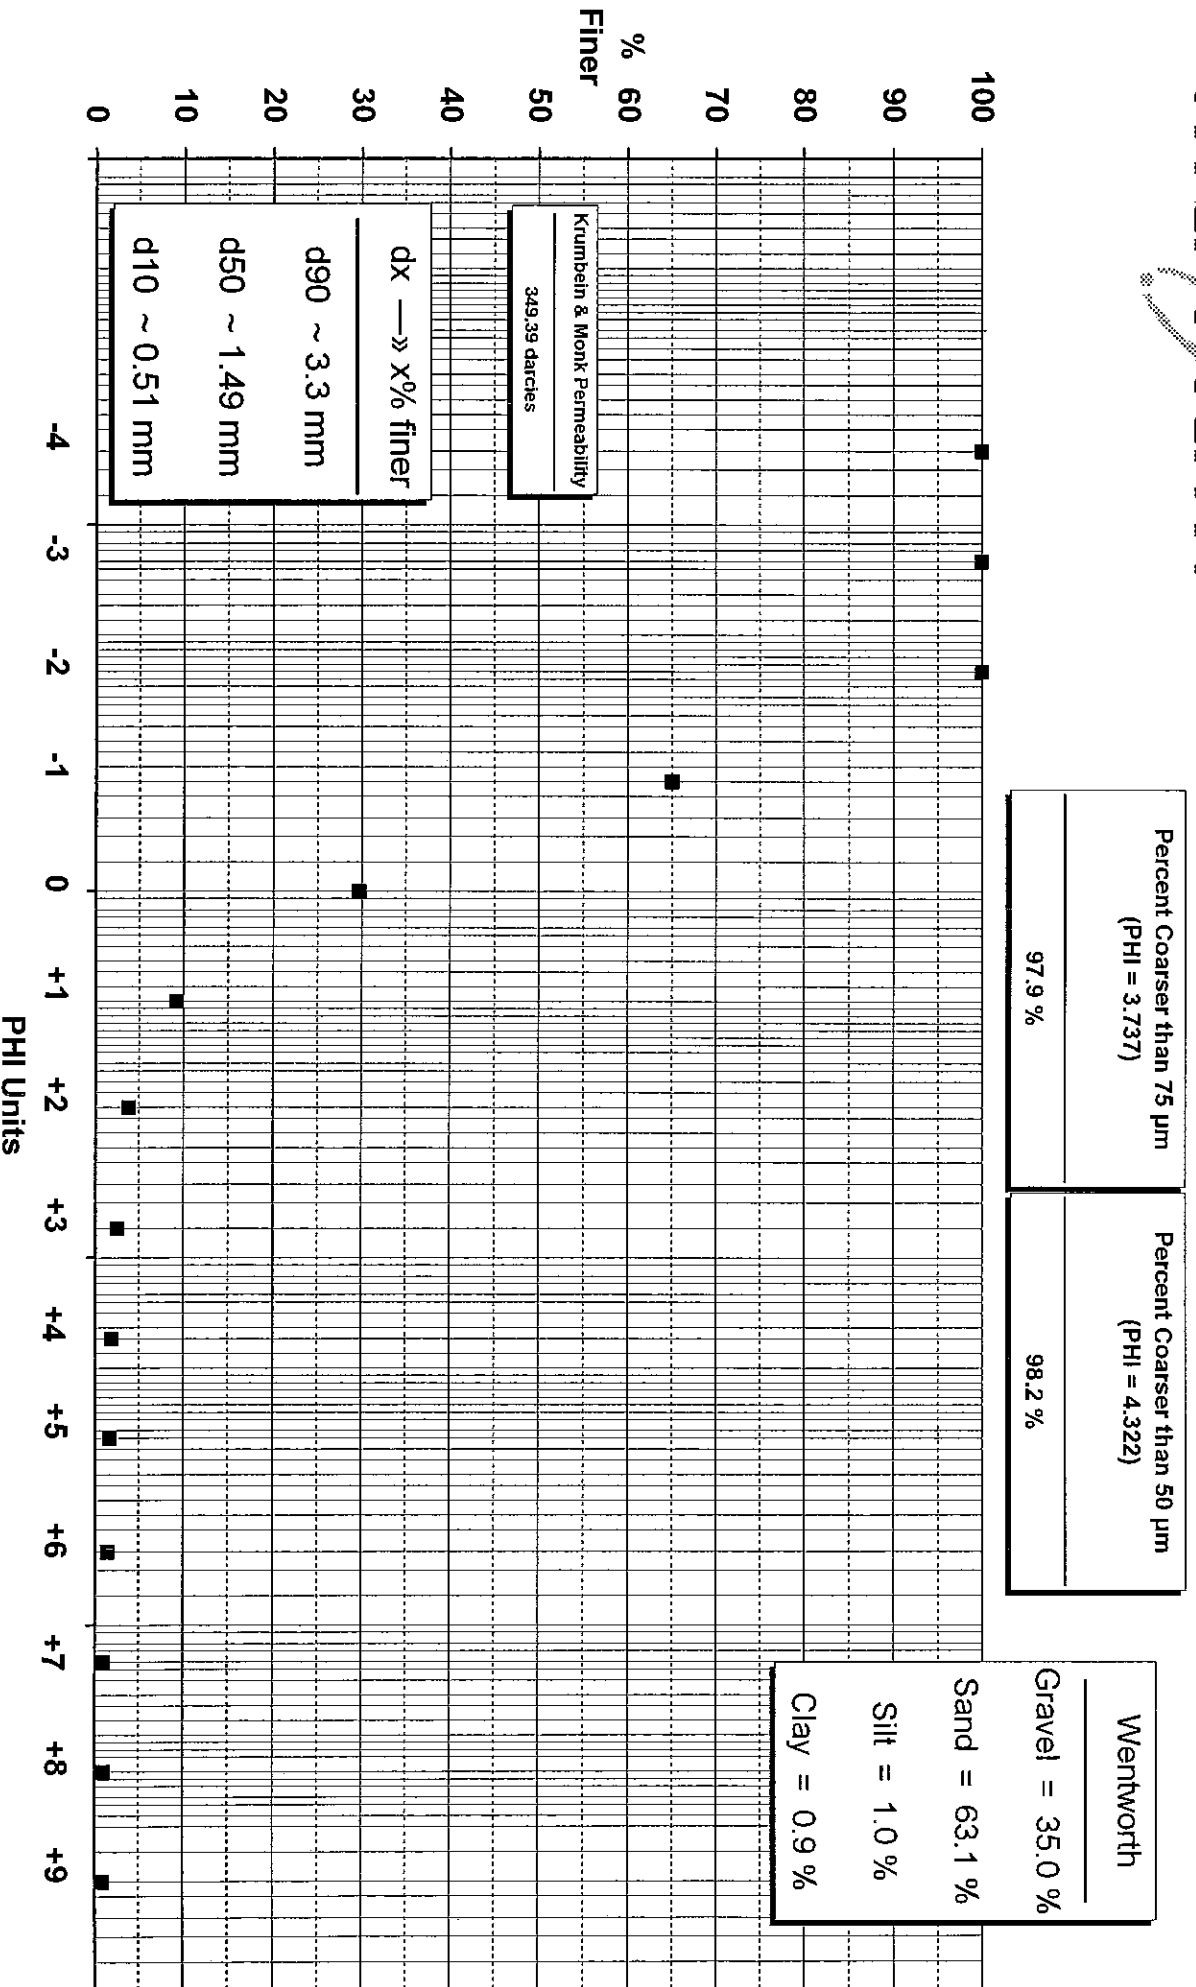 Percent Coarser than 75 µm
(PHI = 3.737)
97.9 %
Percent Coarser than 50 µm
(PHI = 4.322)
98.2 %
Wentworth
Gravel = 35.0 %
Sand = 63.1 %
Silt = 1.0 %
Clay = 0.9 %
%
Finer
100
90
80
70
60
50
40
30
20
10
0
Krumbein & Monk Permeability
349.39 darcies
dx —» x% finer
d90 ~ 3.3 mm
d50 ~ 1.49 mm
d10 ~ 0.51 mm
-4 -3 -2 -1 0 +1 +2 +3 +4 +5 +6 +7 +8 +9
PHI Units